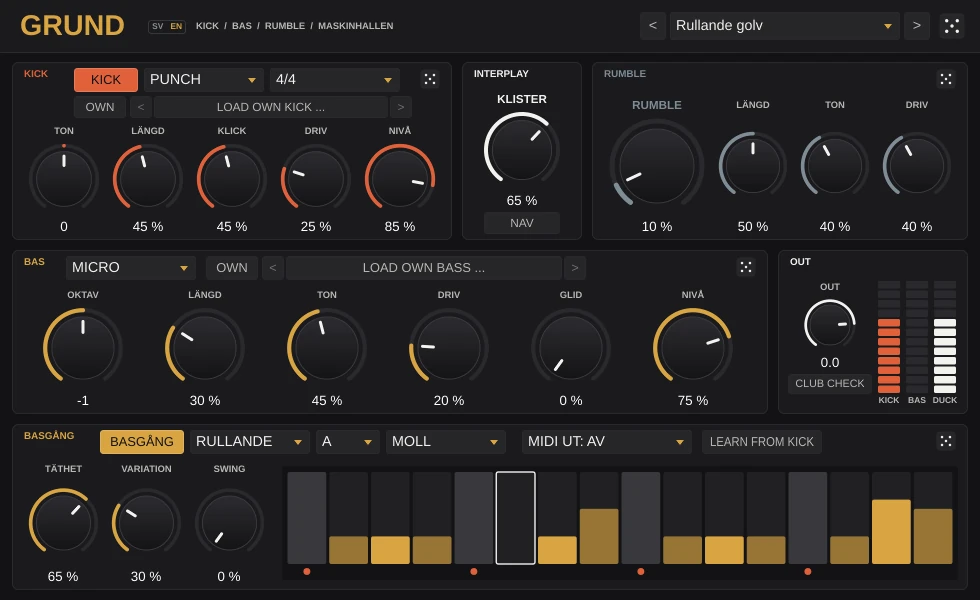 GRUND
SV EN
KICK / BAS / RUMBLE / MASKINHALLEN
< Rullande golv >
KICK
KICK PUNCH 4/4
OWN < LOAD OWN KICK ... >
TON LÄNGD KLICK DRIV NIVÅ
0 45 % 45 % 25 % 85 %
INTERPLAY
KLISTER
65 %
NAV
RUMBLE
RUMBLE LÄNGD TON DRIV
10 % 50 % 40 % 40 %
BAS
MICRO OWN < LOAD OWN BASS ... >
OKTAV LÄNGD TON DRIV GLID NIVÅ
-1 30 % 45 % 20 % 0 % 75 %
OUT
OUT
0.0
CLUB CHECK
KICK BAS DUCK
BASGÅNG
BASGÅNG RULLANDE A MOLL MIDI UT: AV LEARN FROM KICK
TÄTHET VARIATION SWING
65 % 30 % 0 %